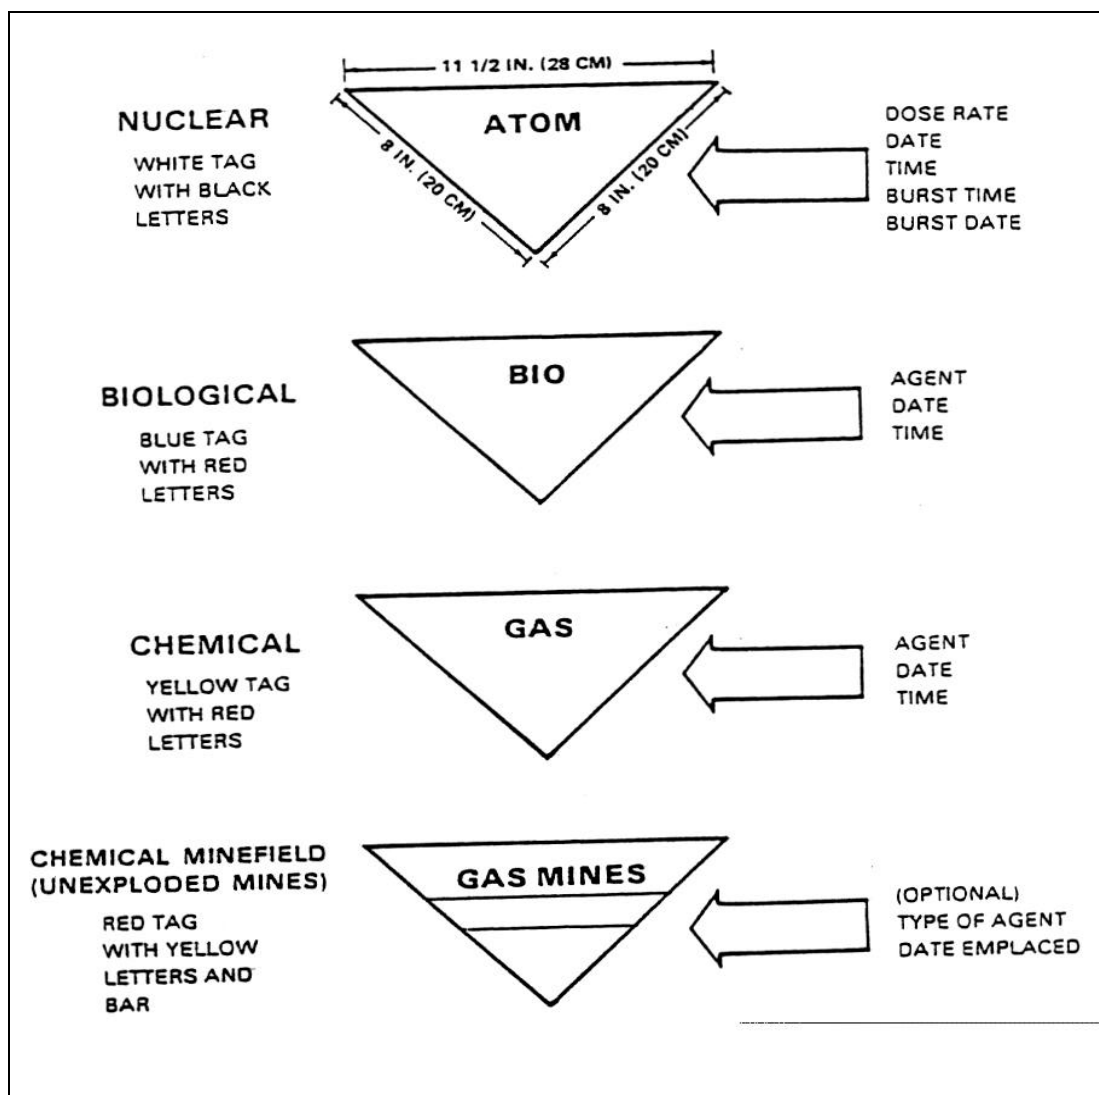 11 1/2 IN. (28 CM)
NUCLEAR
WHITE TAG
WITH BLACK
LETTERS
ATOM
8 IN. (20 CM)
8 IN. (20 CM)
DOSE RATE
DATE
TIME
BURST TIME
BURST DATE
BIOLOGICAL
BLUE TAG
WITH RED
LETTERS
BIO
AGENT
DATE
TIME
CHEMICAL
YELLOW TAG
WITH RED
LETTERS
GAS
AGENT
DATE
TIME
CHEMICAL MINEFIELD
(UNEXPLODED MINES)
RED TAG
WITH YELLOW
LETTERS AND
BAR
GAS MINES
(OPTIONAL)
TYPE OF AGENT
DATE EMPLACED